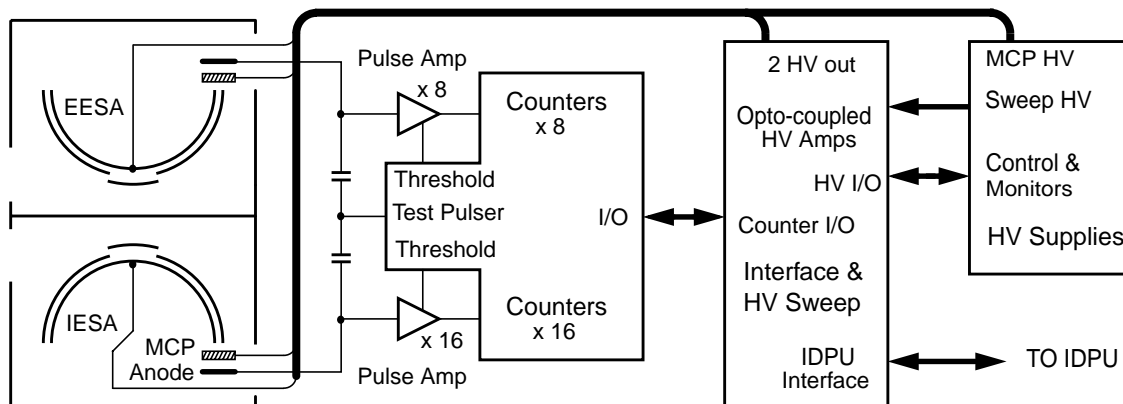 EESA
IESA
MCP
Anode
Pulse Amp
x 8
Counters
x 8
Threshold
Test Pulser
I/O
Threshold
Counters
x 16
x 16
Pulse Amp
2 HV out
Opto-coupled
HV Amps
HV I/O
Counter I/O
Interface &
HV Sweep
IDPU
Interface
MCP HV
Sweep HV
Control &
Monitors
HV Supplies
TO IDPU